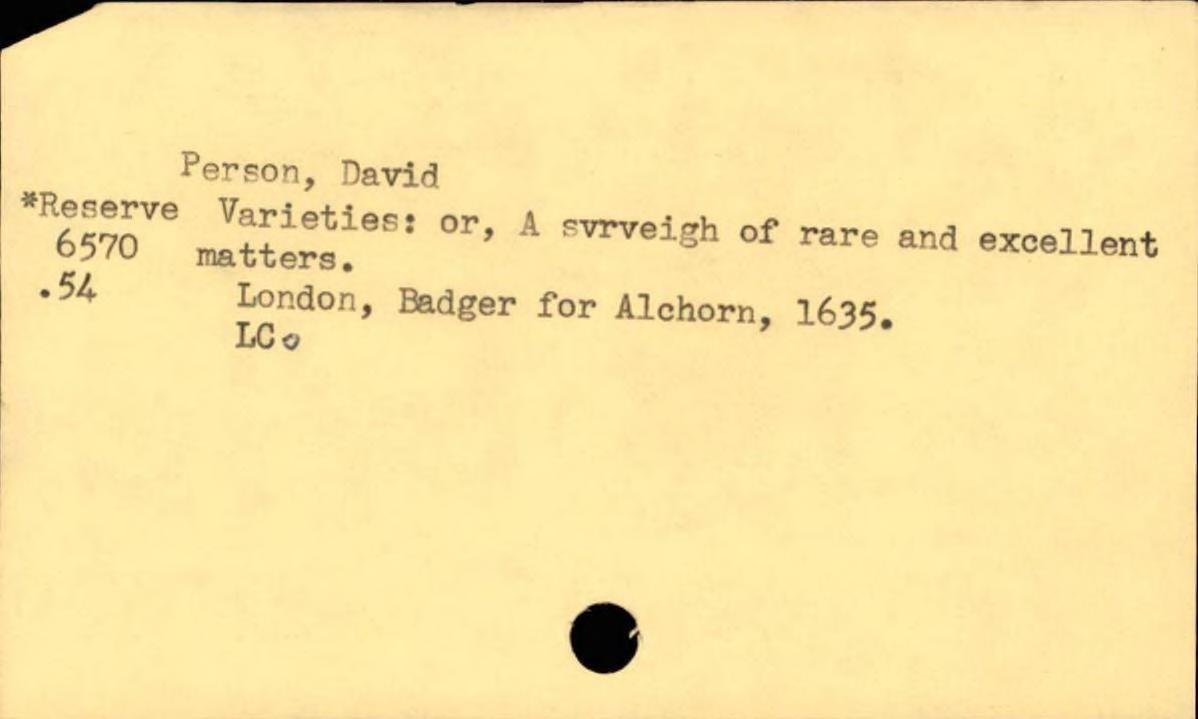 Person, David
*Reserve Varieties: or, A svrveigh of rare and excellent
6570 matters.
.54 London, Badger for Alchorn, 1635.
LC